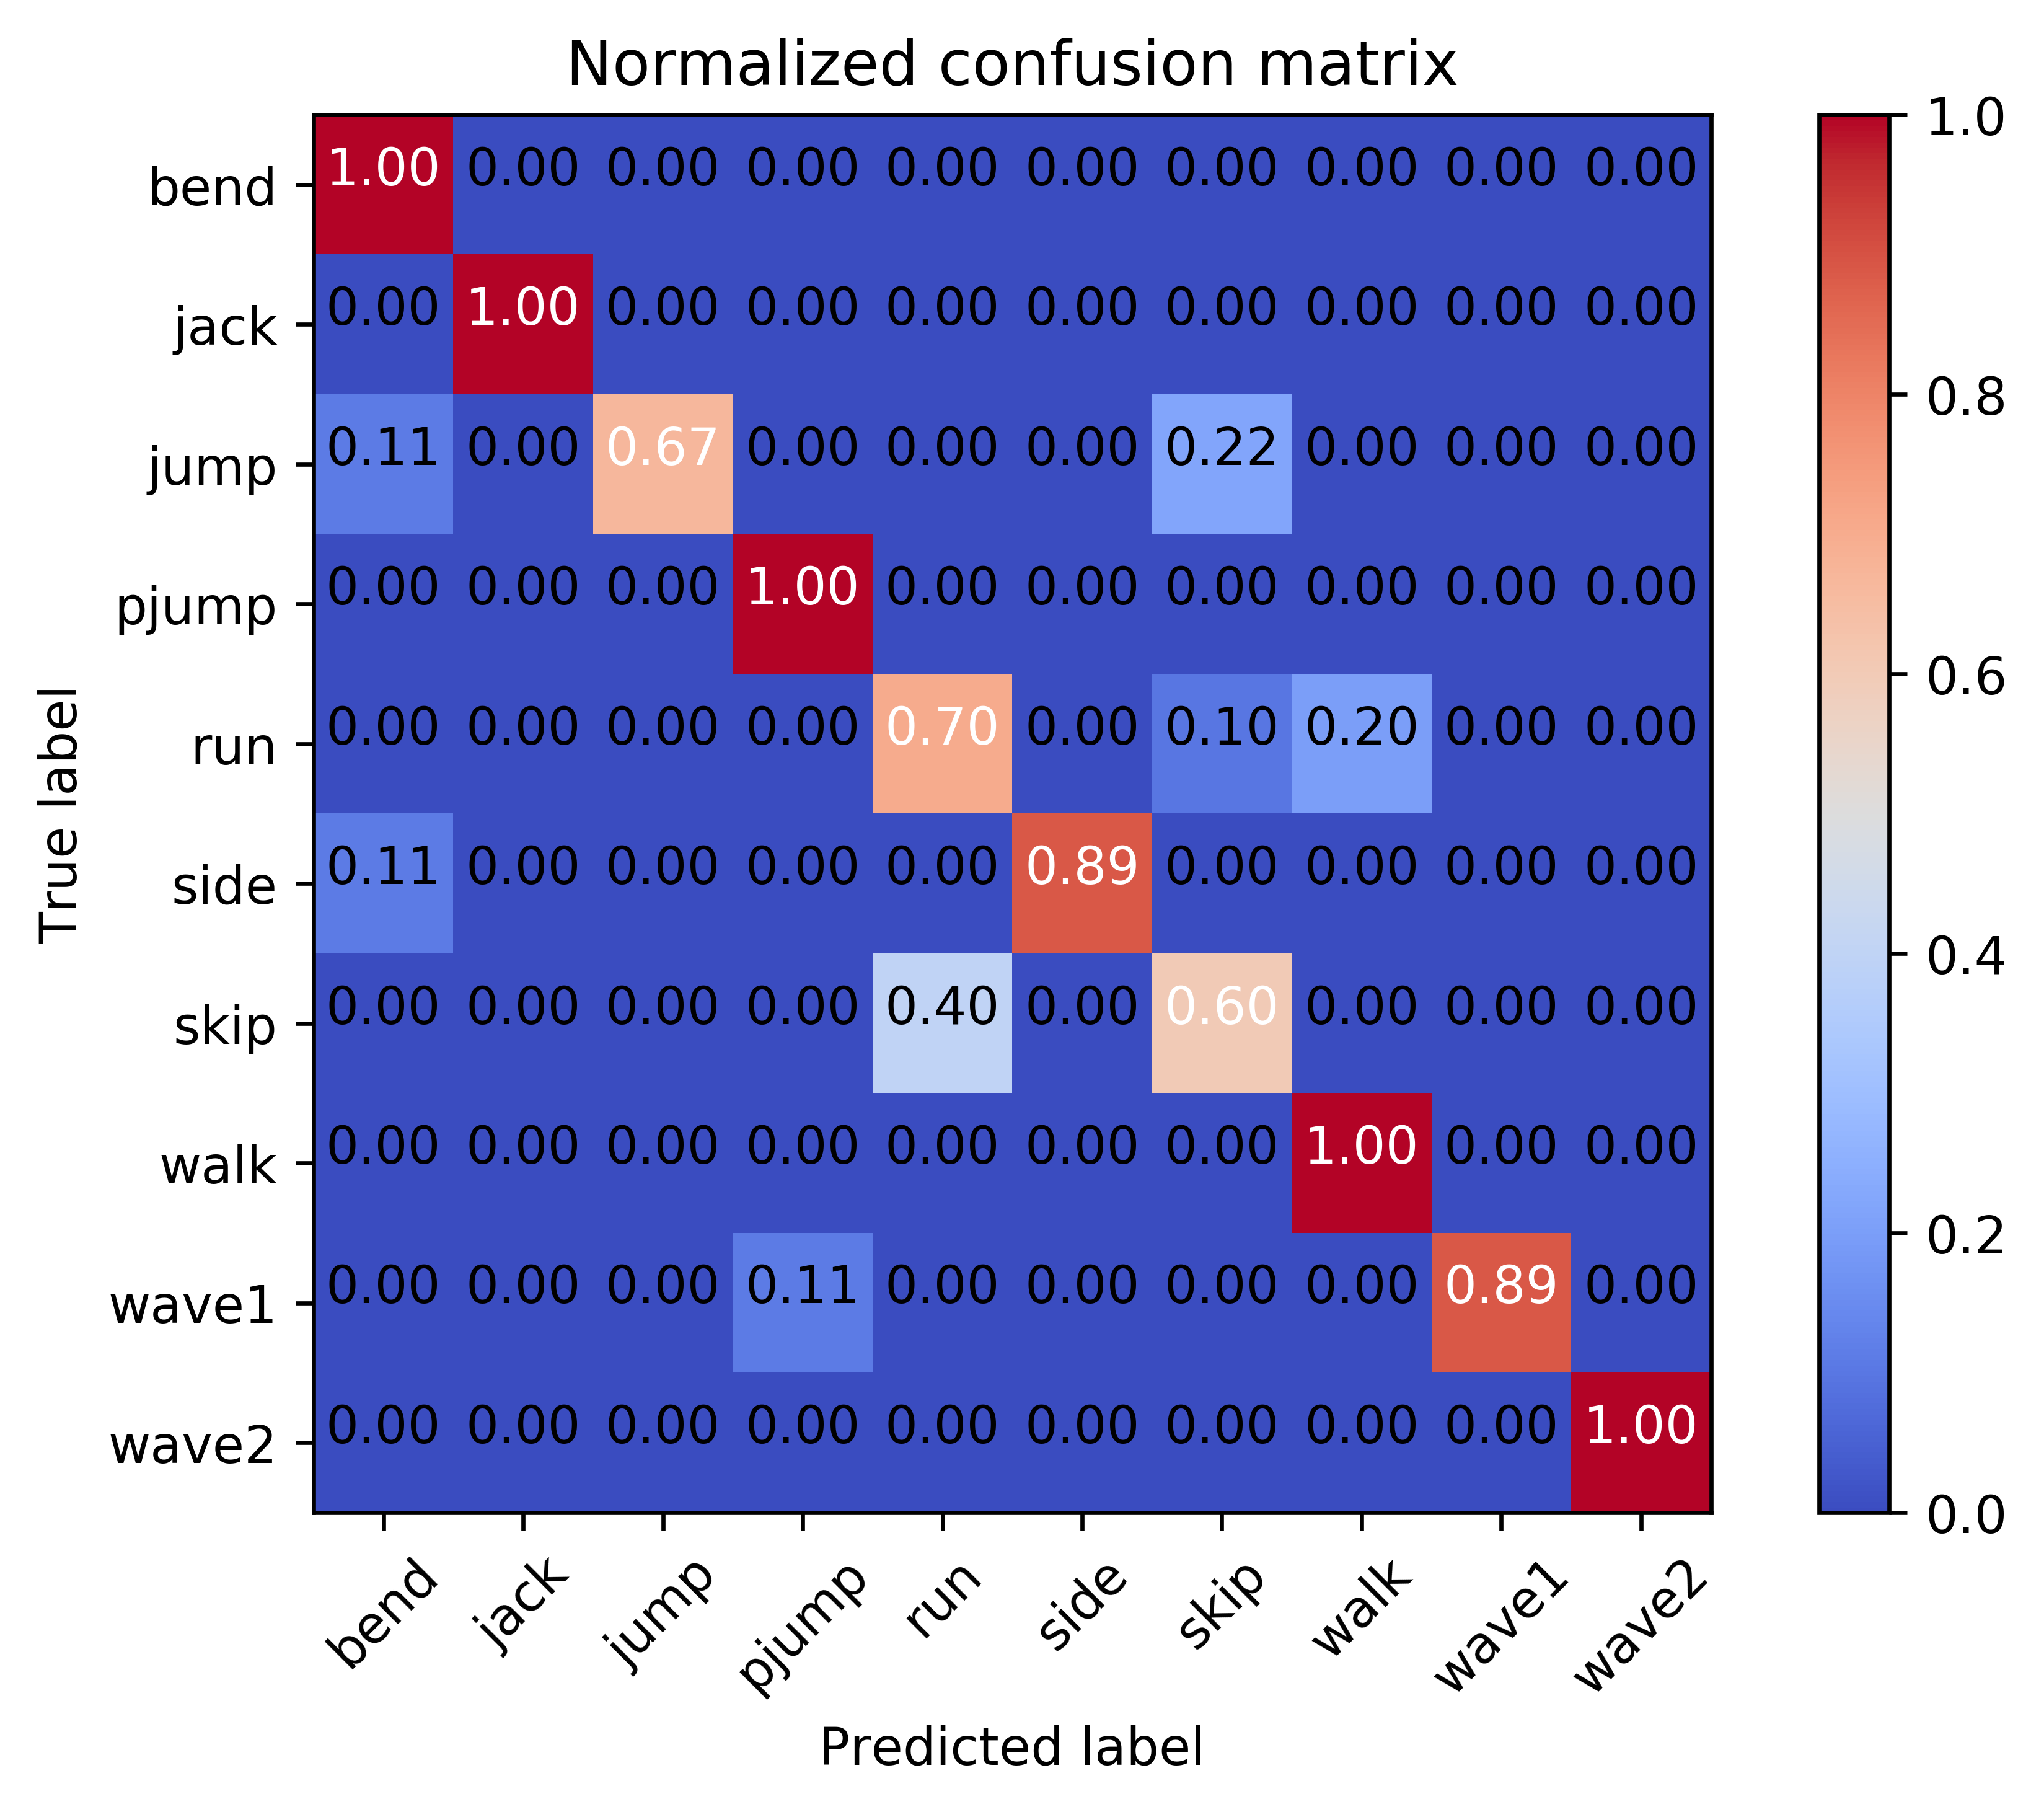 Normalized confusion matrix
bend 1.00 0.00 0.00 0.00 0.00 0.00 0.00 0.00 0.00 0.00
jack 0.00 1.00 0.00 0.00 0.00 0.00 0.00 0.00 0.00 0.00
jump 0.11 0.00 0.67 0.00 0.00 0.00 0.22 0.00 0.00 0.00
pjump 0.00 0.00 0.00 1.00 0.00 0.00 0.00 0.00 0.00 0.00
run 0.00 0.00 0.00 0.00 0.70 0.00 0.10 0.20 0.00 0.00
side 0.11 0.00 0.00 0.00 0.00 0.89 0.00 0.00 0.00 0.00
skip 0.00 0.00 0.00 0.00 0.40 0.00 0.60 0.00 0.00 0.00
walk 0.00 0.00 0.00 0.00 0.00 0.00 0.00 1.00 0.00 0.00
wave1 0.00 0.00 0.00 0.11 0.00 0.00 0.00 0.00 0.89 0.00
wave2 0.00 0.00 0.00 0.00 0.00 0.00 0.00 0.00 0.00 1.00
bend jack jump pjump run side skip walk wave1 wave2
Predicted label
True label
1.0
0.8
0.6
0.4
0.2
0.0